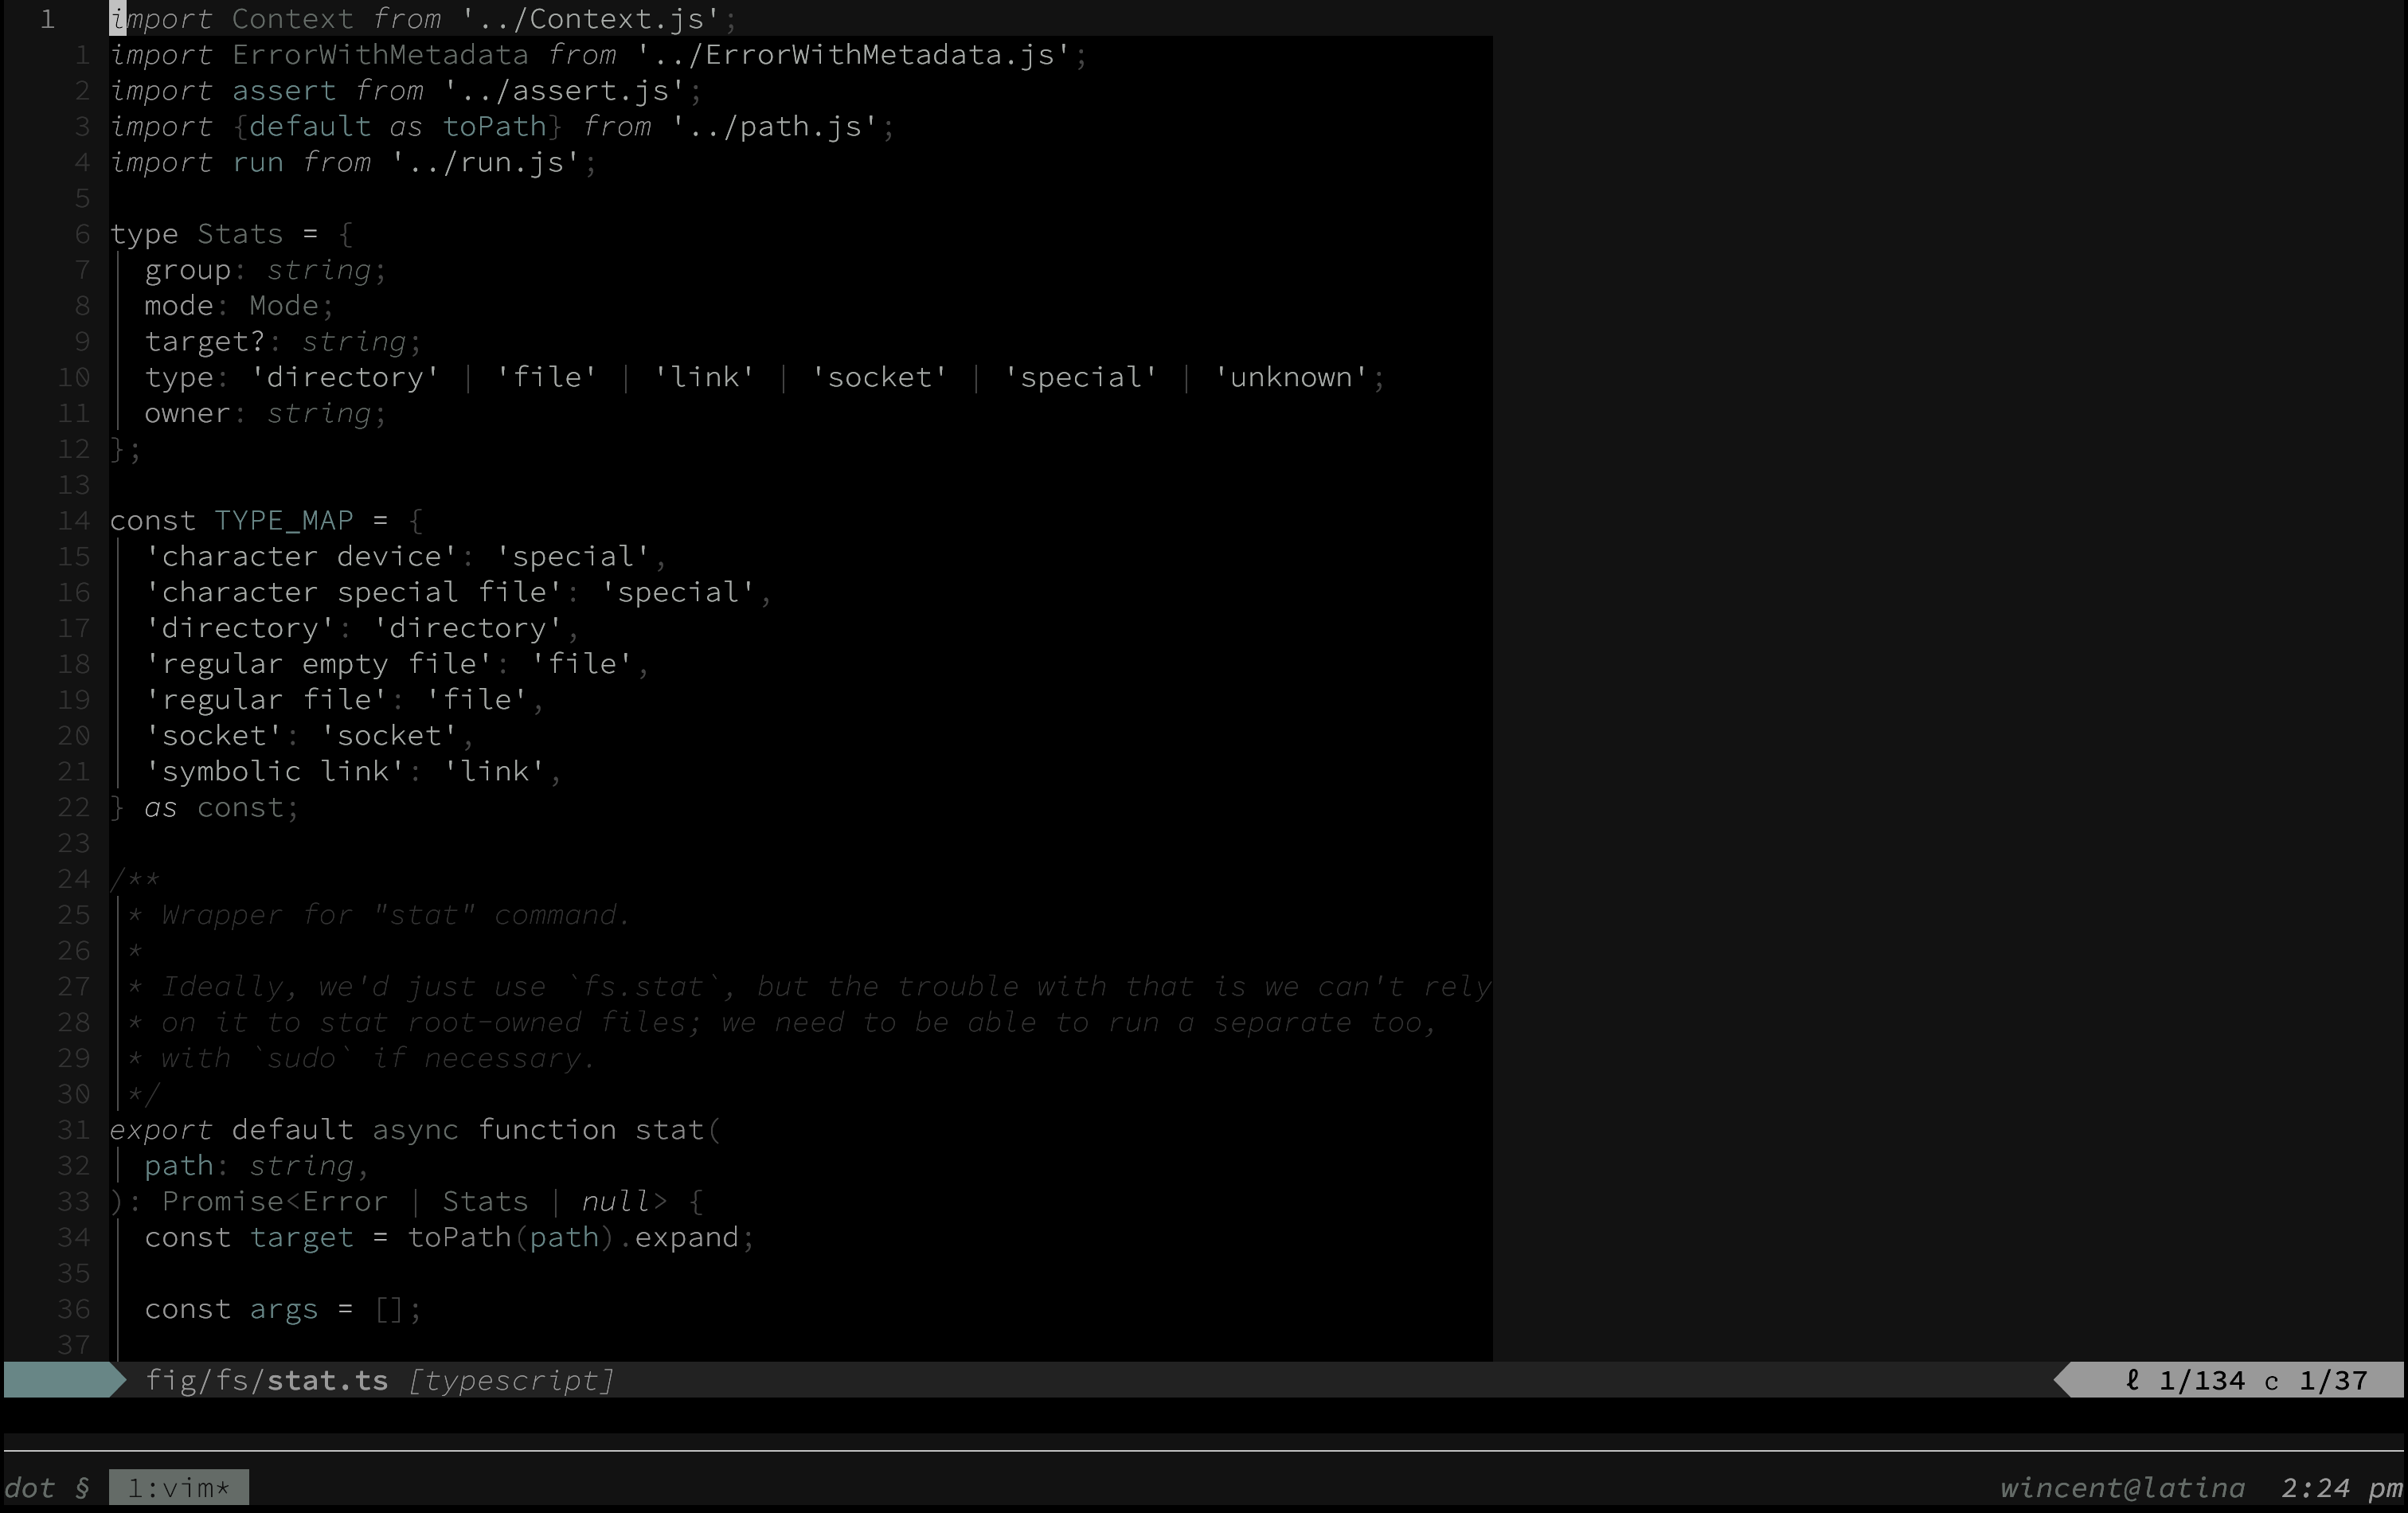 1 import Context from '../Context.js';
1 import ErrorWithMetadata from '../ErrorWithMetadata.js';
2 import assert from '../assert.js';
3 import {default as toPath} from '../path.js';
4 import run from '../run.js';
5
6 type Stats = {
7 group: string;
8 mode: Mode;
9 target?: string;
10 type: 'directory' | 'file' | 'link' | 'socket' | 'special' | 'unknown';
11 owner: string;
12 };
13
14 const TYPE_MAP = {
15 'character device': 'special',
16 'character special file': 'special',
17 'directory': 'directory',
18 'regular empty file': 'file',
19 'regular file': 'file',
20 'socket': 'socket',
21 'symbolic link': 'link',
22 } as const;
23
24 /**
25 * Wrapper for "stat" command.
26 *
27 * Ideally, we'd just use `fs.stat`, but the trouble with that is we can't rely
28 * on it to stat root-owned files; we need to be able to run a separate too,
29 * with `sudo` if necessary.
30 */
31 export default async function stat(
32 path: string,
33 ): Promise<Error | Stats | null> {
34 const target = toPath(path).expand;
35
36 const args = [];
37
fig/fs/stat.ts [typescript] ℓ 1/134 c 1/37
dot § 1:vim* wincent@latina 2:24 pm